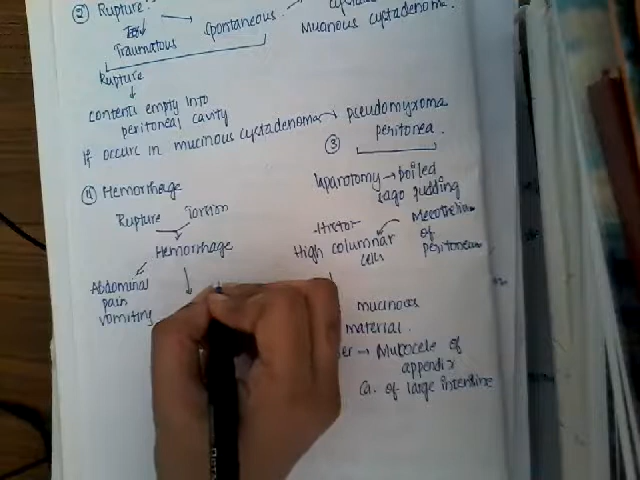 ② Rupture:
Spontaneous
Traumatous
Mucinous cystadenoma.
Rupture
contents empty into
peritoneal cavity
If occur in mucinous cystadenoma → pseudomyxoma
peritonea.
③
laparotomy → boiled
sago pudding
④ Hemorrhage
Rupture Torsion
Hemorrhage
Abdominal
pain
vomiting
Mesothelium
of
peritoneum
High columnar
cells
mucinous
material.
→ Mucocele of
appendix
Ca. of large intestine